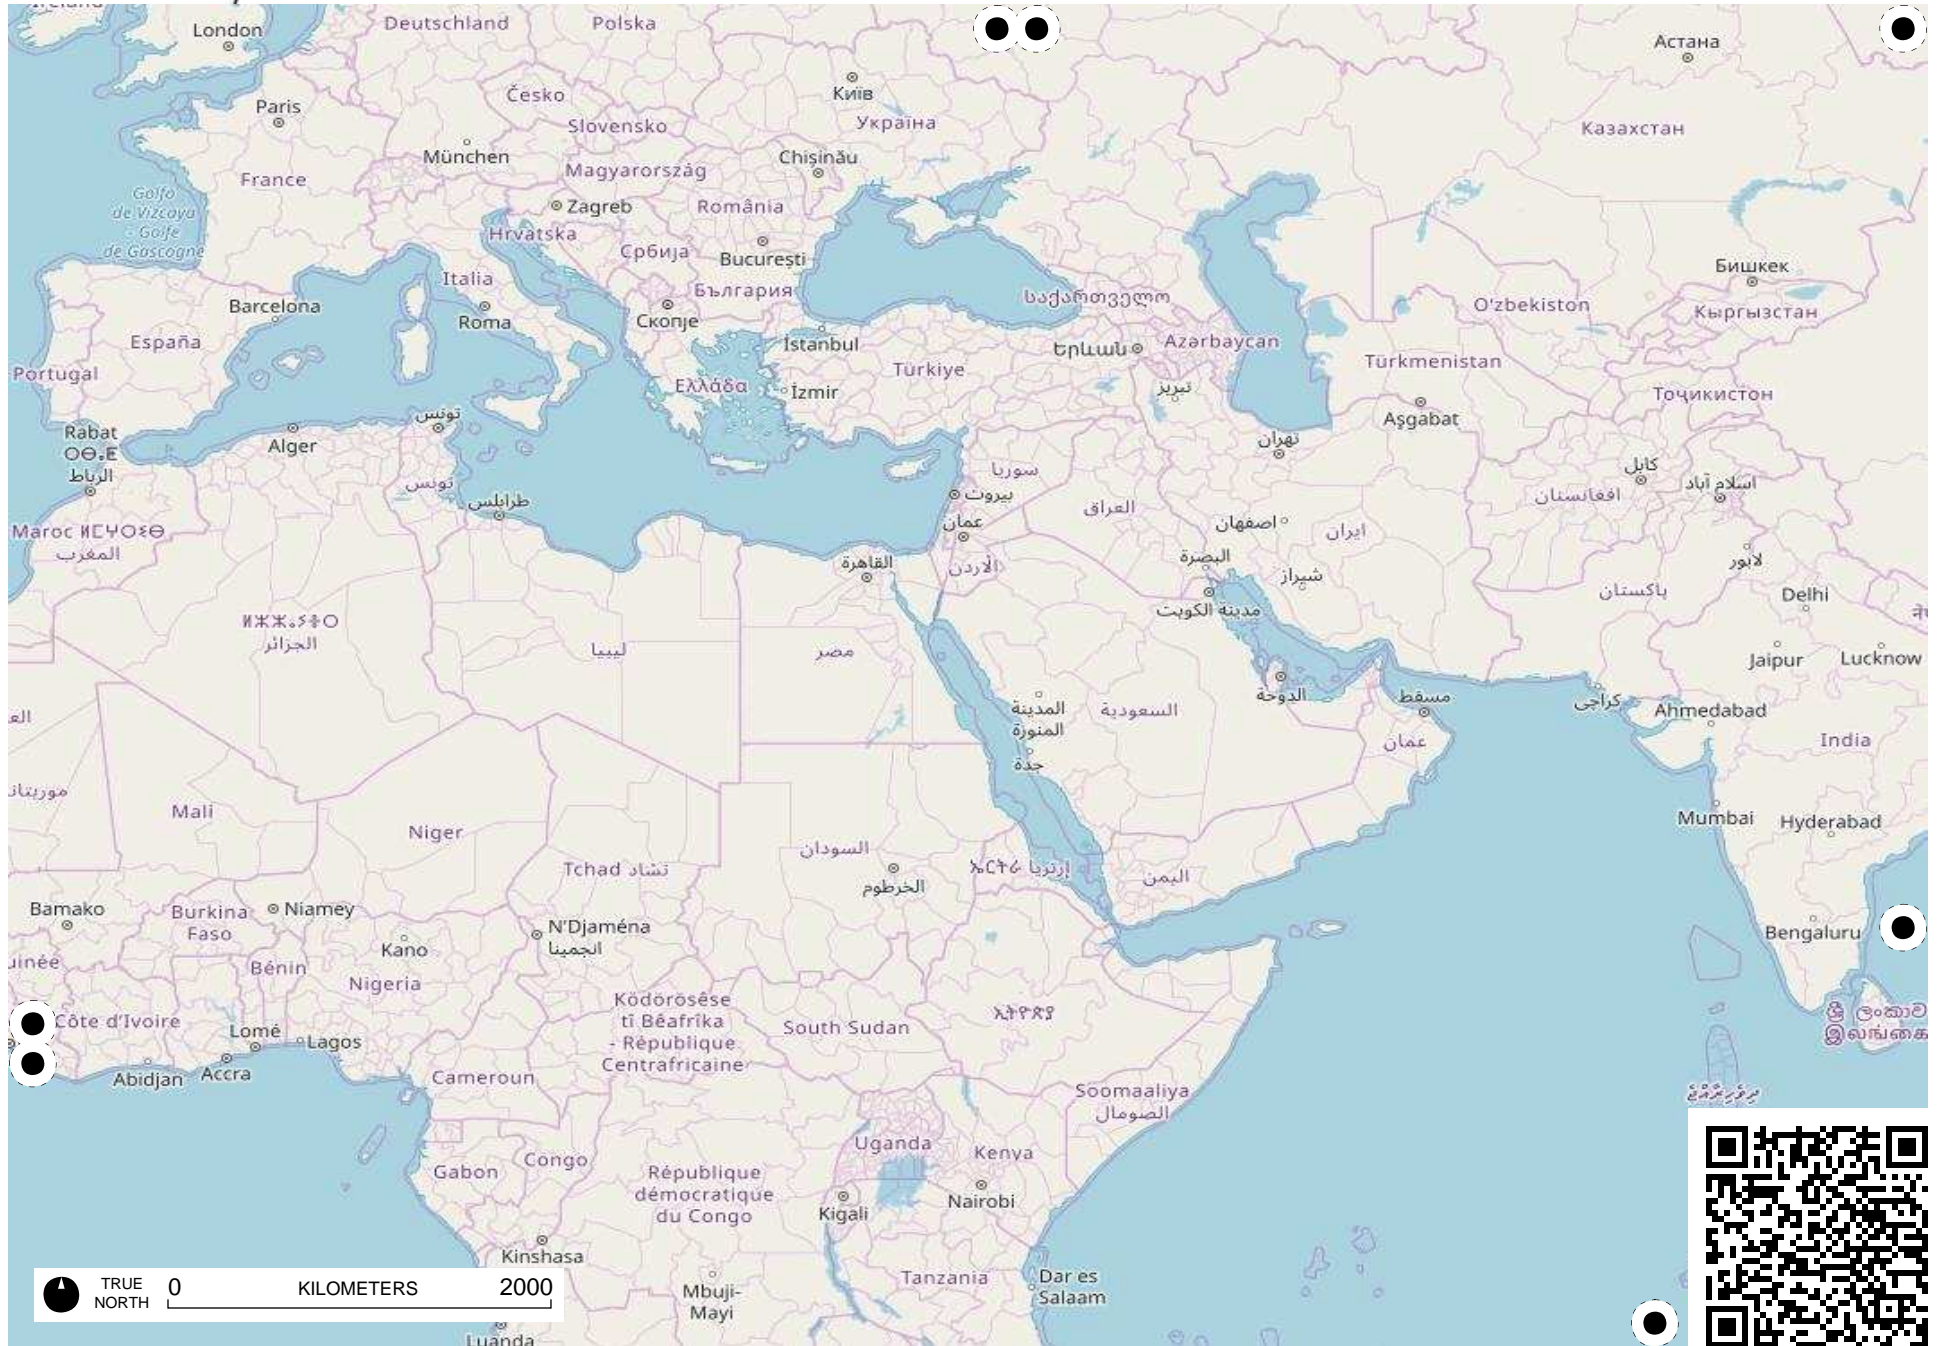 London
Deutschland
Polska
Астана
Paris
Česko
Київ
Україна
Казахстан
Slovensko
München
Magyarország
Chișinău
France
Golfo
de Vizcaya
- Golfe
de Gascogne
Zagreb
România
Hrvatska
Србија
București
Бишкек
Italia
България
საქართველო
O'zbekiston
Кыргызстан
Barcelona
Roma
Скопје
İstanbul
Երևան
Azərbaycan
España
Türkiye
Türkmenistan
Portugal
Ελλάδα
İzmir
تبریز
Тоҷикистон
Aşgabat
تونس
Rabat
ⵔⴱⴰⵟ
الرباط
Alger
تهران
سوريا
کابل
اسلام آباد
تونس
طرابلس
بيروت
العراق
افغانستان
عمان
اصفهان
ایران
Maroc ⵍⵎⵖⵔⵉⴱ
المغرب
القاهرة
الأردن
البصرة
شیراز
لاہور
پاکستان
Delhi
مدينة الكويت
ⵍⵣⵣⴰⵢⴻⵔ
الجزائر
ليبيا
مصر
Jaipur
Lucknow
المدينة
المنورة
السعودية
الدوحة
مسقط
کراچی
Ahmedabad
عمان
India
جدة
Mali
Niger
Mumbai
Hyderabad
السودان
Tchad تشاد
ኤርትራ إرتريا
اليمن
الخرطوم
Bamako
Burkina
Faso
Niamey
N'Djaména
انجمينا
Kano
Bengaluru
Bénin
Nigeria
Ködörösêse
tî Bêafrîka
- République
Centrafricaine
South Sudan
ኢትዮጵያ
Côte d'Ivoire
Lomé
Lagos
Abidjan
Accra
Cameroun
Soomaaliya
الصومال
Uganda
Kenya
Gabon
Congo
République
démocratique
du Congo
Kigali
Nairobi
Kinshasa
Tanzania
Dar es
Salaam
Mbuji-
Mayi
TRUE
NORTH
0 KILOMETERS 2000
Luanda